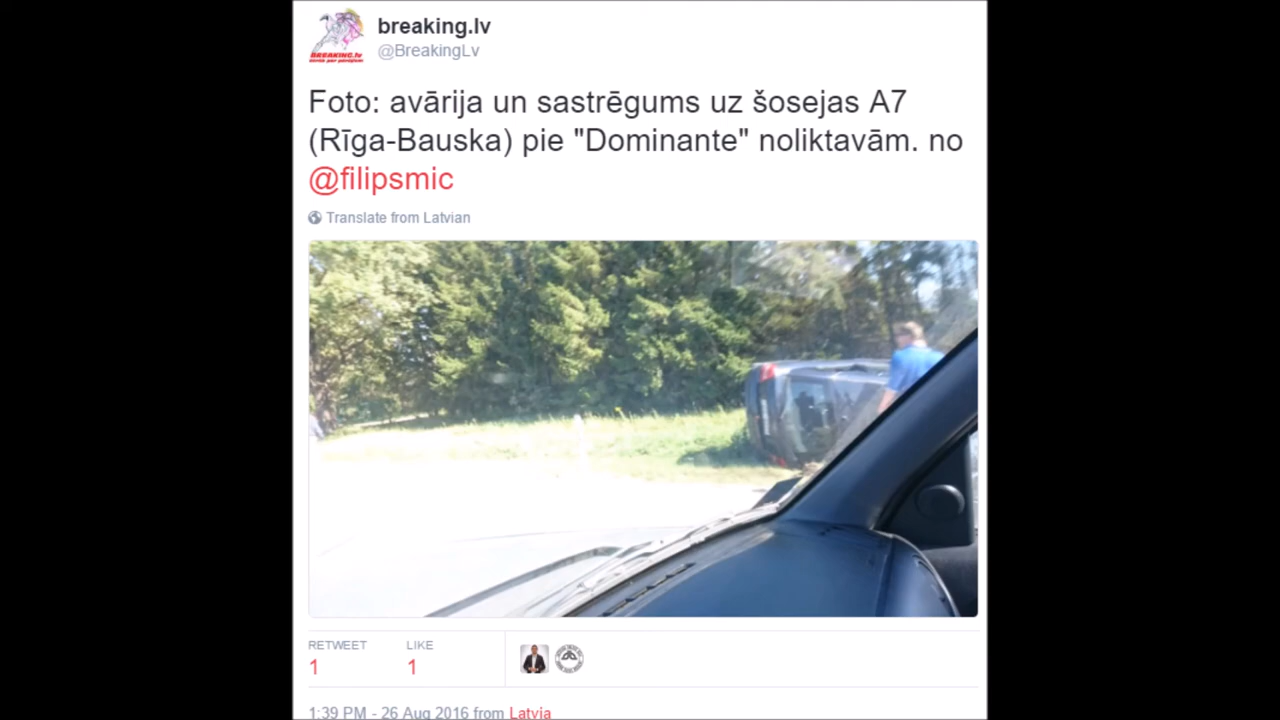 breaking.lv
@BreakingLv
Foto: avārija un sastrēgums uz šosejas A7
(Rīga-Bauska) pie "Dominante" noliktavām. no
@filipsmic
Translate from Latvian
RETWEET LIKE
1 1
1:39 PM - 26 Aug 2016 from Latvia